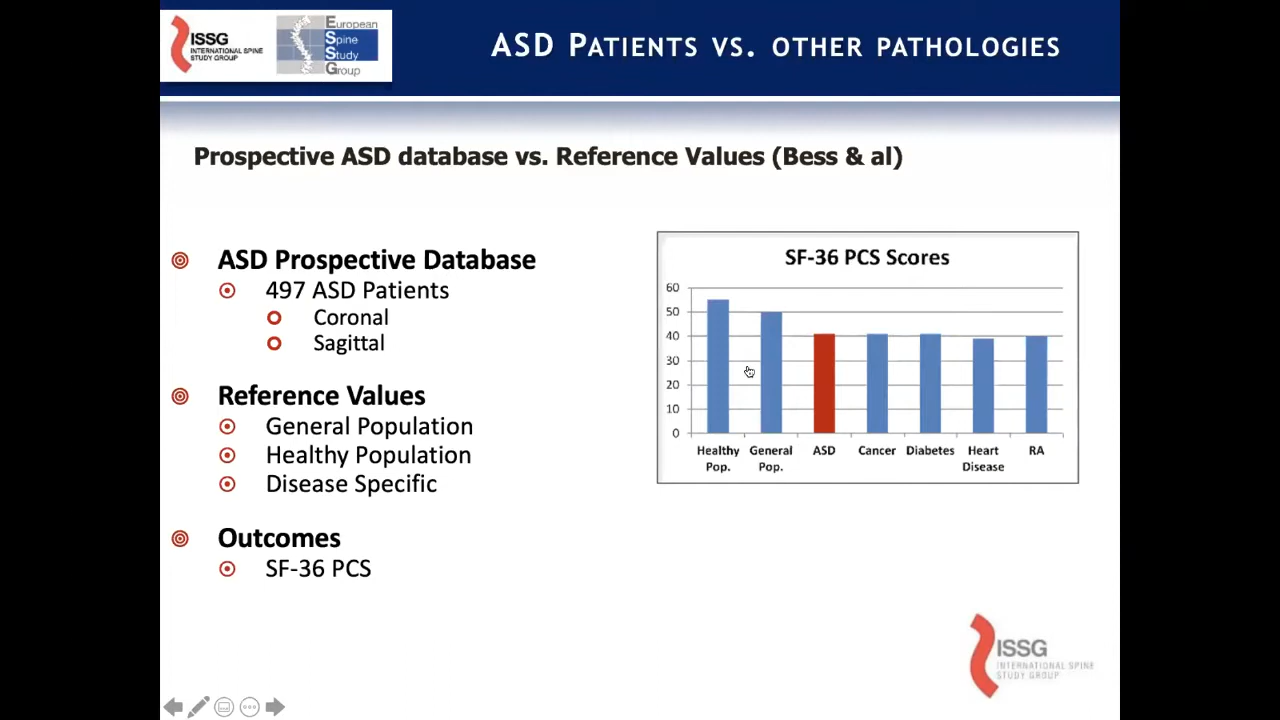 ISSG
INTERNATIONAL SPINE
STUDY GROUP
European
Spine
Study
Group
ASD PATIENTS VS. OTHER PATHOLOGIES
Prospective ASD database vs. Reference Values (Bess & al)
ASD Prospective Database
497 ASD Patients
Coronal
Sagittal
Reference Values
General Population
Healthy Population
Disease Specific
Outcomes
SF-36 PCS
SF-36 PCS Scores
60
50
40
30
20
10
0
Healthy Pop.
General Pop.
ASD
Cancer
Diabetes
Heart Disease
RA
ISSG
INTERNATIONAL SPINE
STUDY GROUP